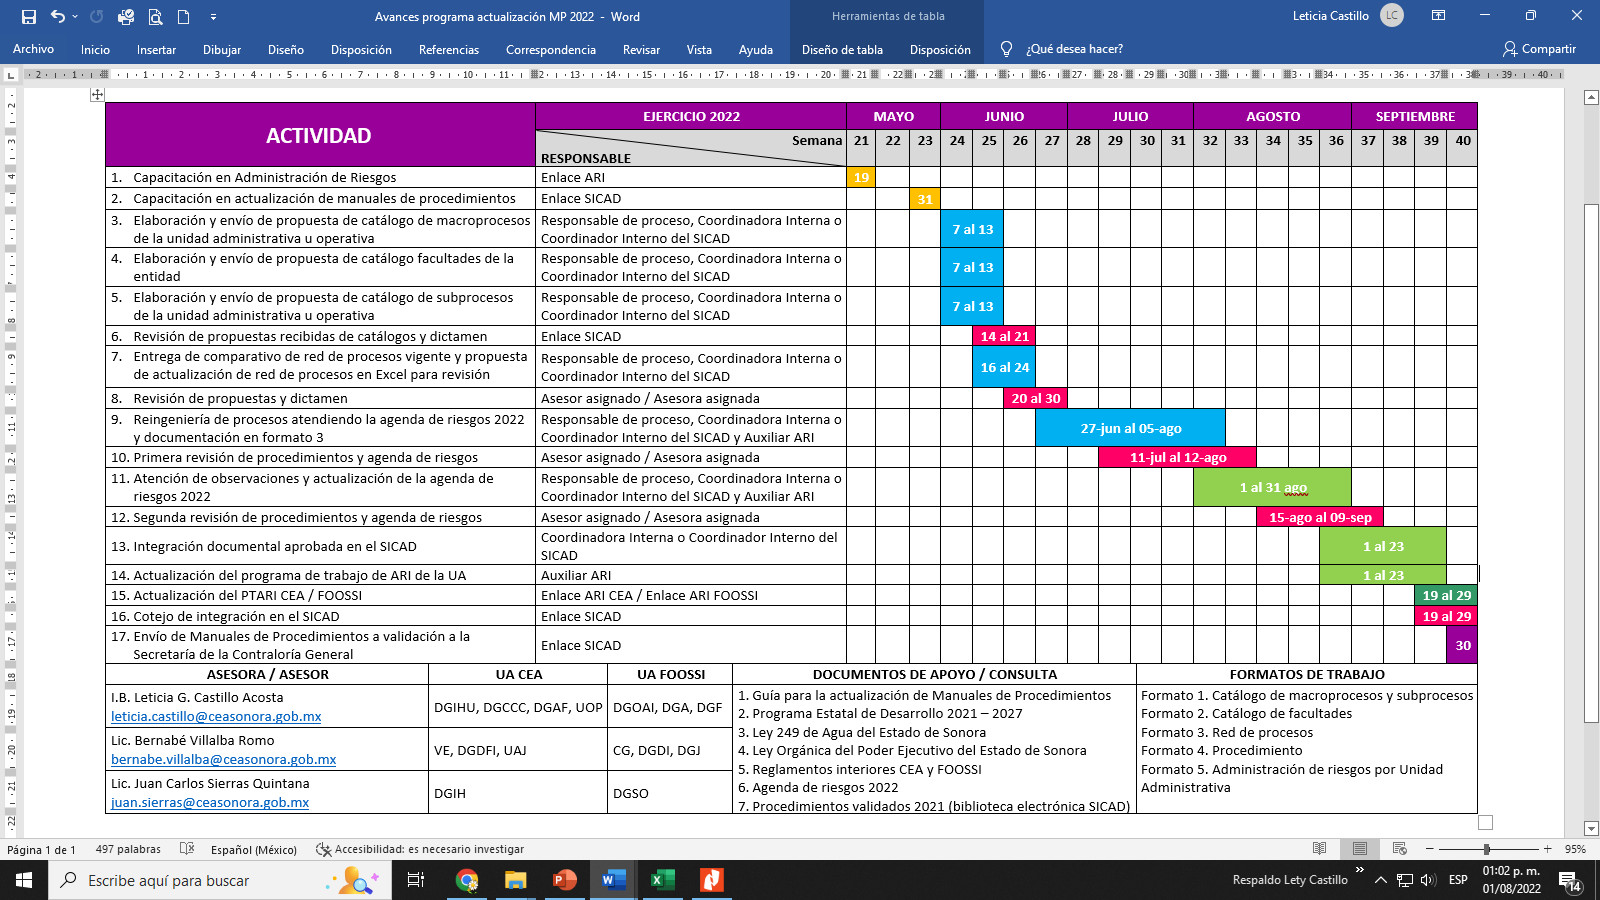 Avances programa actualización MP 2022 - Word
Herramientas de tabla
Leticia Castillo
LC
Archivo
Inicio
Insertar
Dibujar
Diseño
Disposición
Referencias
Correspondencia
Revisar
Vista
Ayuda
Diseño de tabla
Disposición
¿Qué desea hacer?
Compartir
ACTIVIDAD
EJERCICIO 2022
MAYO
JUNIO
JULIO
AGOSTO
SEPTIEMBRE
Semana
RESPONSABLE
21 22 23 24 25 26 27 28 29 30 31 32 33 34 35 36 37 38 39 40
1. Capacitación en Administración de Riesgos
Enlace ARI
19
2. Capacitación en actualización de manuales de procedimientos
Enlace SICAD
31
3. Elaboración y envío de propuesta de catálogo de macroprocesos
de la unidad administrativa u operativa
Responsable de proceso, Coordinadora Interna o
Coordinador Interno del SICAD
7 al 13
4. Elaboración y envío de propuesta de catálogo facultades de la
entidad
Responsable de proceso, Coordinadora Interna o
Coordinador Interno del SICAD
7 al 13
5. Elaboración y envío de propuesta de catálogo de subprocesos
de la unidad administrativa u operativa
Responsable de proceso, Coordinadora Interna o
Coordinador Interno del SICAD
7 al 13
6. Revisión de propuestas recibidas de catálogos y dictamen
Enlace SICAD
14 al 21
7. Entrega de comparativo de red de procesos vigente y propuesta
de actualización de red de procesos en Excel para revisión
Responsable de proceso, Coordinadora Interna o
Coordinador Interno del SICAD
16 al 24
8. Revisión de propuestas y dictamen
Asesor asignado / Asesora asignada
20 al 30
9. Reingeniería de procesos atendiendo la agenda de riesgos 2022
y documentación en formato 3
Responsable de proceso, Coordinadora Interna o
Coordinador Interno del SICAD y Auxiliar ARI
27-jun al 05-ago
10. Primera revisión de procedimientos y agenda de riesgos
Asesor asignado / Asesora asignada
11-jul al 12-ago
11. Atención de observaciones y actualización de la agenda de
riesgos 2022
Responsable de proceso, Coordinadora Interna o
Coordinador Interno del SICAD y Auxiliar ARI
1 al 31 ago
12. Segunda revisión de procedimientos y agenda de riesgos
Asesor asignado / Asesora asignada
15-ago al 09-sep
13. Integración documental aprobada en el SICAD
Coordinadora Interna o Coordinador Interno del
SICAD
1 al 23
14. Actualización del programa de trabajo de ARI de la UA
Auxiliar ARI
1 al 23
15. Actualización del PTARI CEA / FOOSSI
Enlace ARI CEA / Enlace ARI FOOSSI
19 al 29
16. Cotejo de integración en el SICAD
Enlace SICAD
19 al 29
17. Envío de Manuales de Procedimientos a validación a la
Secretaría de la Contraloría General
Enlace SICAD
30
ASESORA / ASESOR
UA CEA
UA FOOSSI
DOCUMENTOS DE APOYO / CONSULTA
FORMATOS DE TRABAJO
I.B. Leticia G. Castillo Acosta
leticia.castillo@ceasonora.gob.mx
DGIHU, DGCCC, DGAF, UOP
DGOAI, DGA, DGF
Lic. Bernabé Villalba Romo
bernabe.villalba@ceasonora.gob.mx
VE, DGDFI, UAJ
CG, DGDI, DGJ
Lic. Juan Carlos Sierras Quintana
juan.sierras@ceasonora.gob.mx
DGIH
DGSO
1. Guía para la actualización de Manuales de Procedimientos
2. Programa Estatal de Desarrollo 2021 – 2027
3. Ley 249 de Agua del Estado de Sonora
4. Ley Orgánica del Poder Ejecutivo del Estado de Sonora
5. Reglamentos interiores CEA y FOOSSI
6. Agenda de riesgos 2022
7. Procedimientos validados 2021 (biblioteca electrónica SICAD)
Formato 1. Catálogo de macroprocesos y subprocesos
Formato 2. Catálogo de facultades
Formato 3. Red de procesos
Formato 4. Procedimiento
Formato 5. Administración de riesgos por Unidad
Administrativa
Página 1 de 1
497 palabras
Español (México)
Accesibilidad: es necesario investigar
95%
Escribe aquí para buscar
Respaldo Lety Castillo
ESP
01:02 p. m.
01/08/2022
14